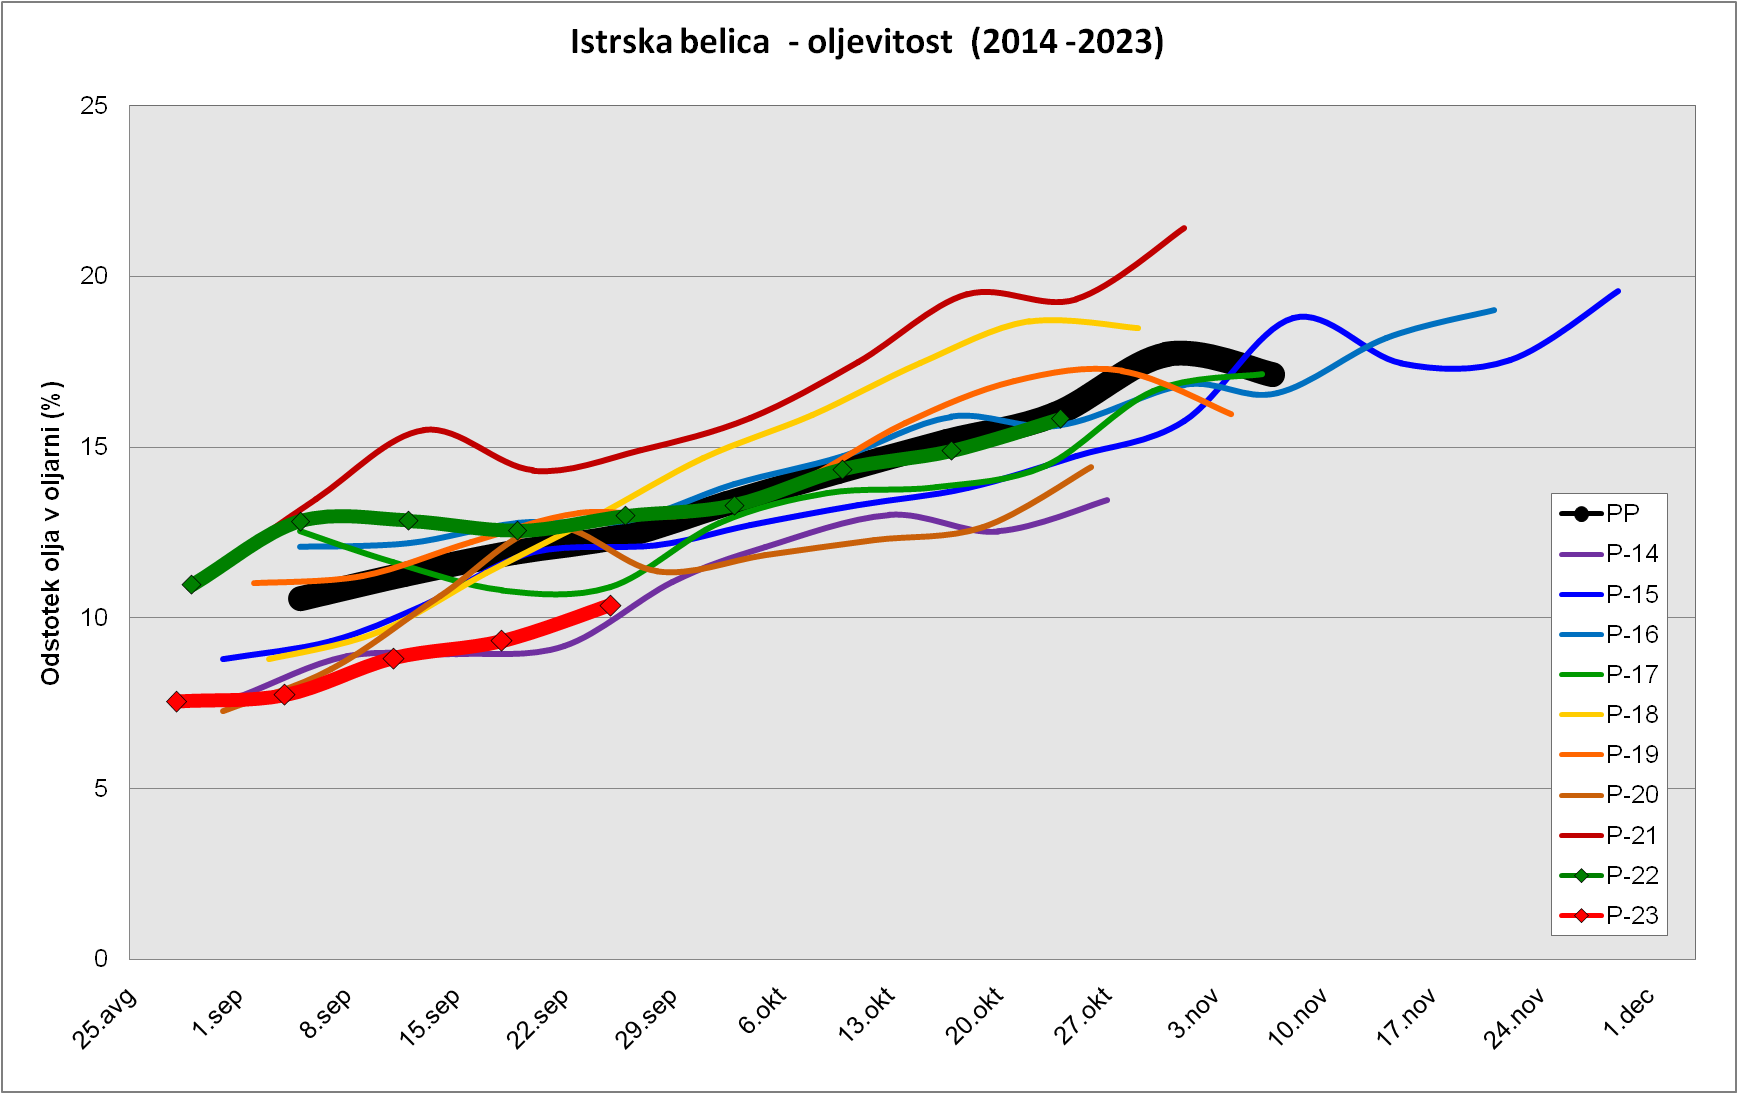 Istrska belica - oljevitost (2014 -2023)
Odstotek olja v oljarni (%)
25
20
15
10
5
0
25.avg
1.sep
8.sep
15.sep
22.sep
29.sep
6.okt
13.okt
20.okt
27.okt
3.nov
10.nov
17.nov
24.nov
1.dec
PP
P-14
P-15
P-16
P-17
P-18
P-19
P-20
P-21
P-22
P-23